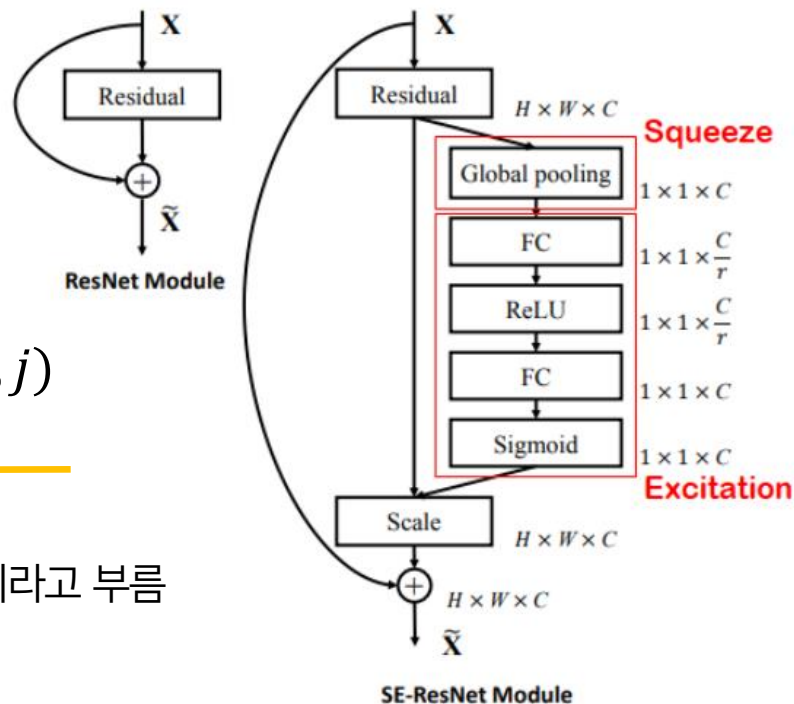 X
Residual
+
X̃
ResNet Module
, j)
라고 부름
X
Residual
H × W × C
Squeeze
Global pooling
1 × 1 × C
FC
1 × 1 × C/r
ReLU
1 × 1 × C/r
FC
1 × 1 × C
Sigmoid
1 × 1 × C
Excitation
Scale
H × W × C
+
H × W × C
X̃
SE-ResNet Module